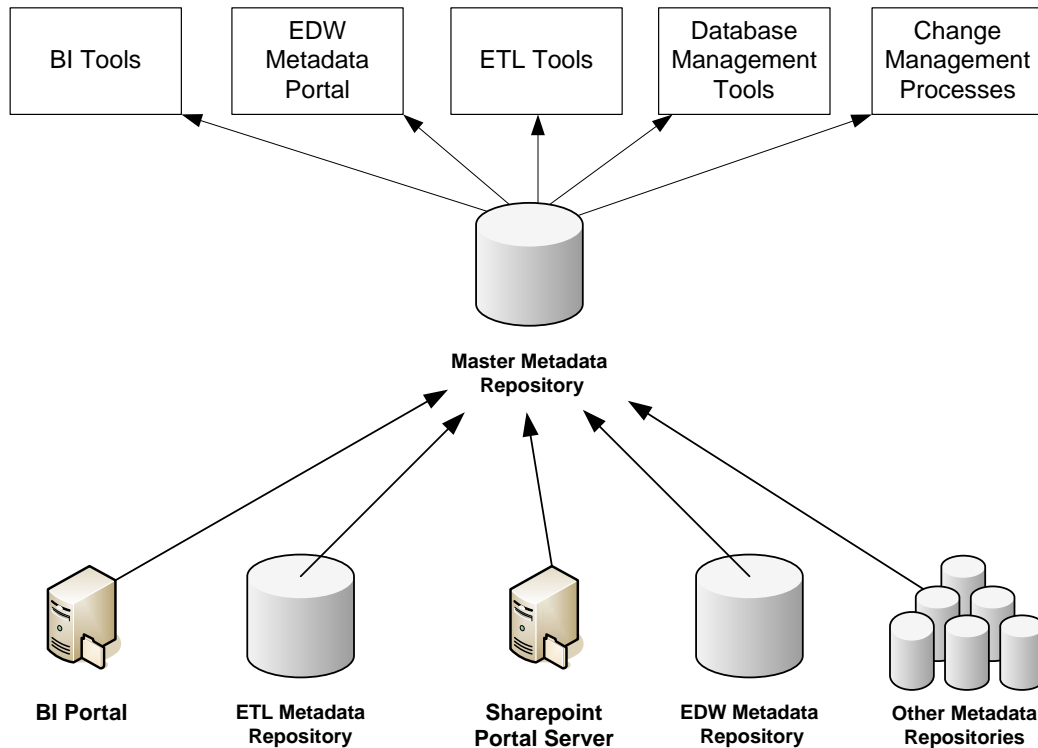 BI Tools
EDW
Metadata
Portal
ETL Tools
Database
Management
Tools
Change
Management
Processes
Master Metadata
Repository
BI Portal
ETL Metadata
Repository
Sharepoint
Portal Server
EDW Metadata
Repository
Other Metadata
Repositories